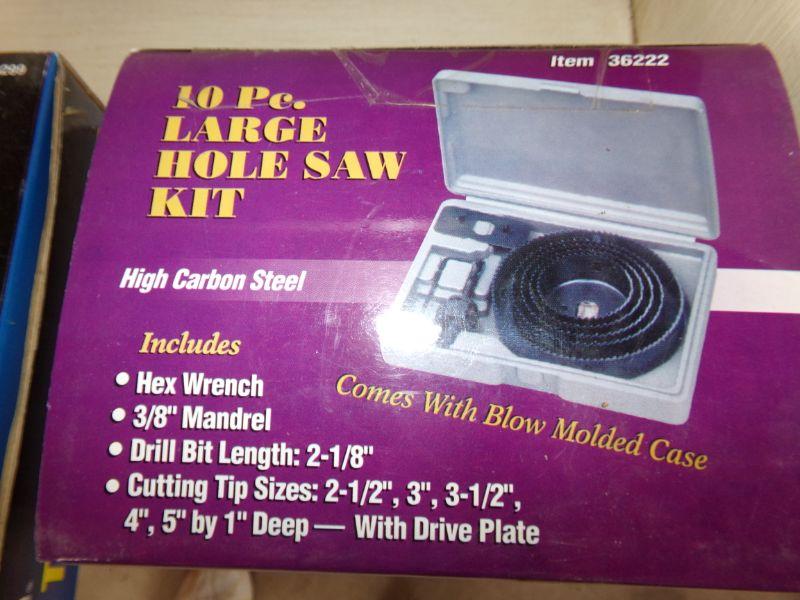 299
Item 36222
10 Pc.
LARGE
HOLE SAW
KIT
High Carbon Steel
Includes
• Hex Wrench
• 3/8" Mandrel
• Drill Bit Length: 2-1/8"
• Cutting Tip Sizes: 2-1/2", 3", 3-1/2",
4", 5" by 1" Deep — With Drive Plate
Comes With Blow Molded Case